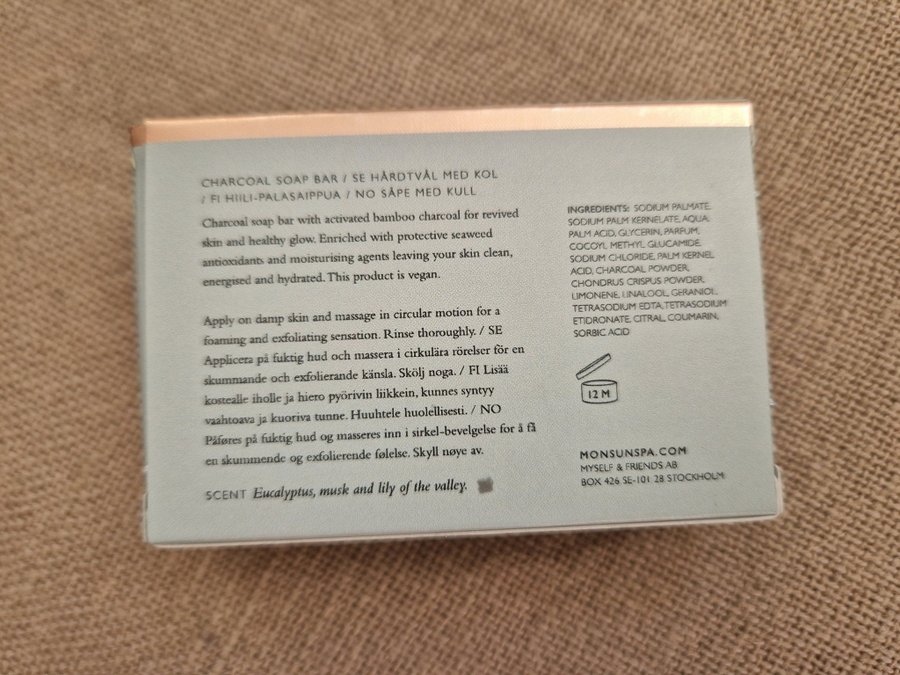 CHARCOAL SOAP BAR / SE HÅRDTVÅL MED KOL
/ FI HIILI-PALASAIPPUA / NO SÅPE MED KULL
Charcoal soap bar with activated bamboo charcoal for revived
skin and healthy glow. Enriched with protective seaweed
antioxidants and moisturising agents leaving your skin clean,
energised and hydrated. This product is vegan.
Apply on damp skin and massage in circular motion for a
foaming and exfoliating sensation. Rinse thoroughly. / SE
Applicera på fuktig hud och massera i cirkulära rörelser för en
skummande och exfolierande känsla. Skölj noga. / FI Lisää
kostealle iholle ja hiero pyörivin liikkein, kunnes syntyy
vaahtoava ja kuoriva tunne. Huuhtele huolellisesti. / NO
Påføres på fuktig hud og masseres inn i sirkel-bevelgelse for å få
en skummende og exfolierende følelse. Skyll nøye av.
SCENT Eucalyptus, musk and lily of the valley.
INGREDIENTS: SODIUM PALMATE,
SODIUM PALM KERNELATE, AQUA,
PALM ACID, GLYCERIN, PARFUM,
COCOYL METHYL GLUCAMIDE,
SODIUM CHLORIDE, PALM KERNEL
ACID, CHARCOAL POWDER,
CHONDRUS CRISPUS POWDER,
LIMONENE, LINALOOL, GERANIOL,
TETRASODIUM EDTA, TETRASODIUM
ETIDRONATE, CITRAL, COUMARIN,
SORBIC ACID
12 M
MONSUNSPA.COM
MYSELF & FRIENDS AB
BOX 426 SE-101 28 STOCKHOLM